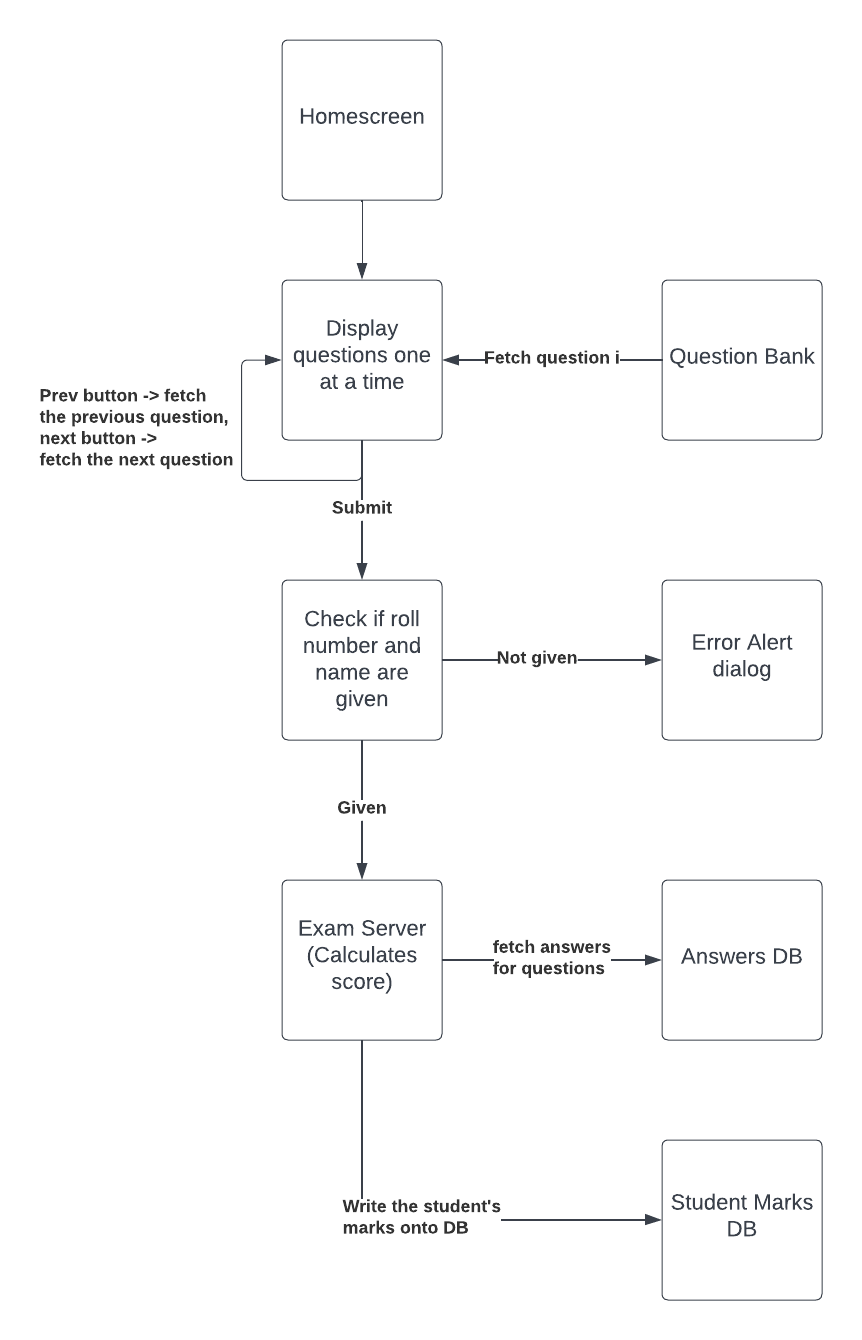 Homescreen
Display
questions one
at a time
Fetch question i
Question Bank
Prev button -> fetch
the previous question,
next button ->
fetch the next question
Submit
Check if roll
number and
name are
given
Not given
Error Alert
dialog
Given
Exam Server
(Calculates
score)
fetch answers
for questions
Answers DB
Write the student's
marks onto DB
Student Marks
DB